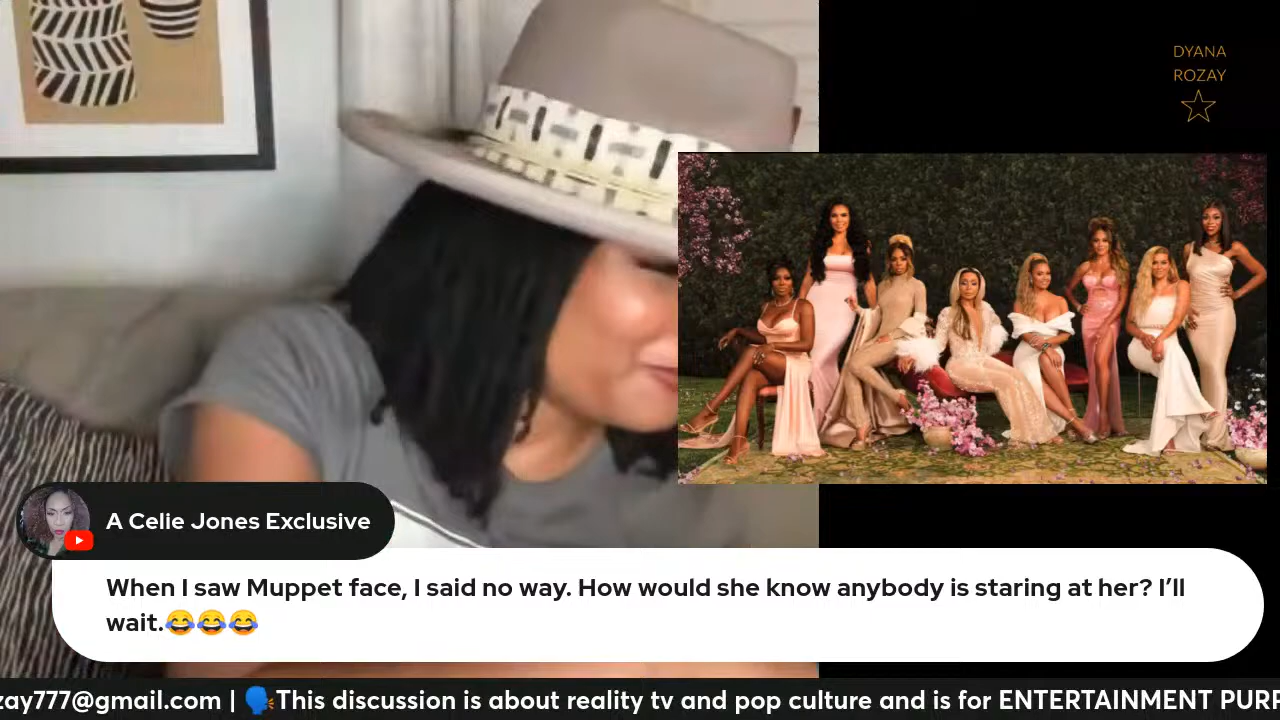 DYANA
ROZAY
A Celie Jones Exclusive
When I saw Muppet face, I said no way. How would she know anybody is staring at her? I’ll
wait.😂😂😂
zay777@gmail.com | 🗣️This discussion is about reality tv and pop culture and is for ENTERTAINMENT PURP